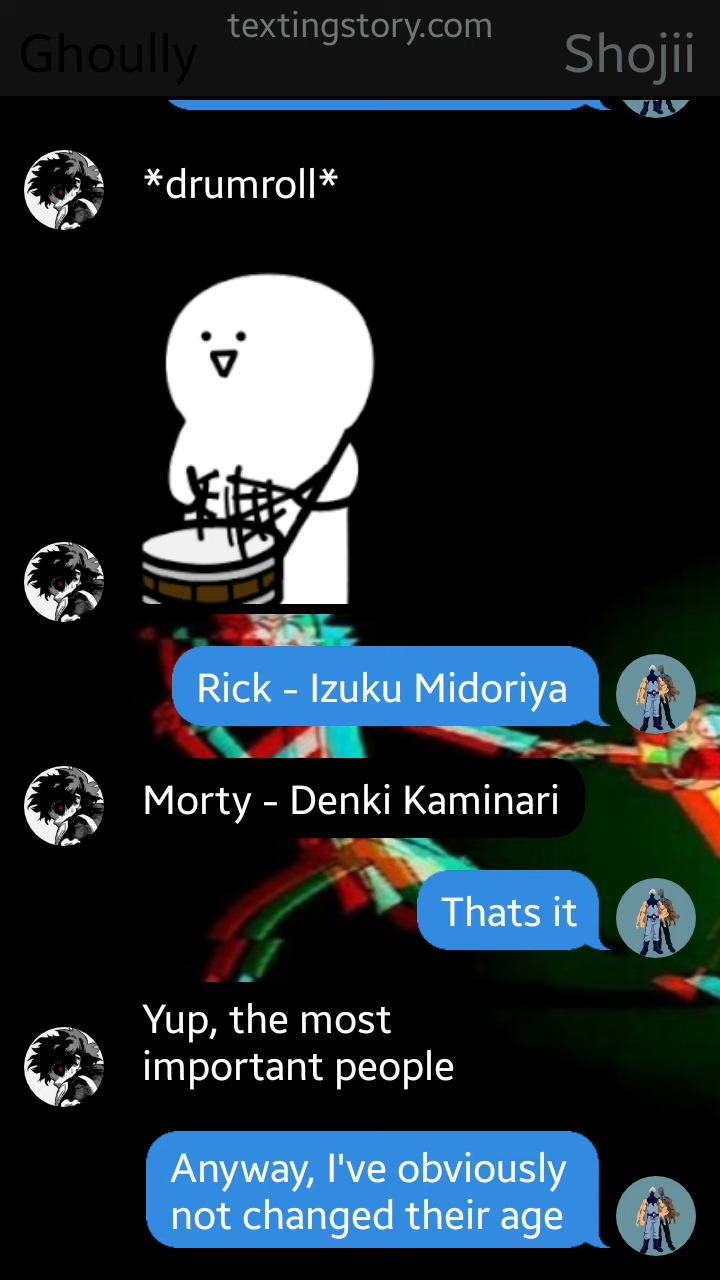 textingstory.com
Ghoully
Shojii
*drumroll*
Rick - Izuku Midoriya
Morty - Denki Kaminari
Thats it
Yup, the most
important people
Anyway, I've obviously
not changed their age